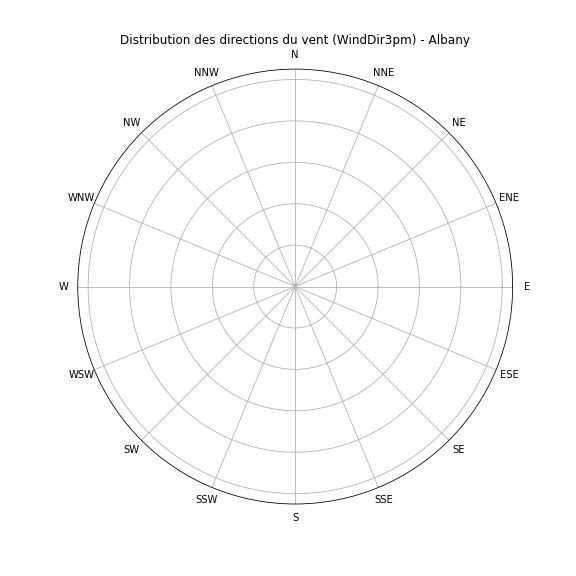 Distribution des directions du vent (WindDir3pm) - Albany
N
NNW
NNE
NW
NE
WNW
ENE
W
E
WSW
ESE
SW
SE
SSW
SSE
S